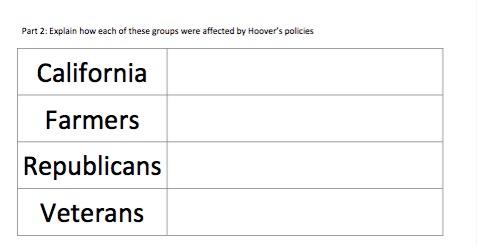 Part 2: Explain how each of these groups were affected by Hoover's policies
California
Farmers
Republicans
Veterans